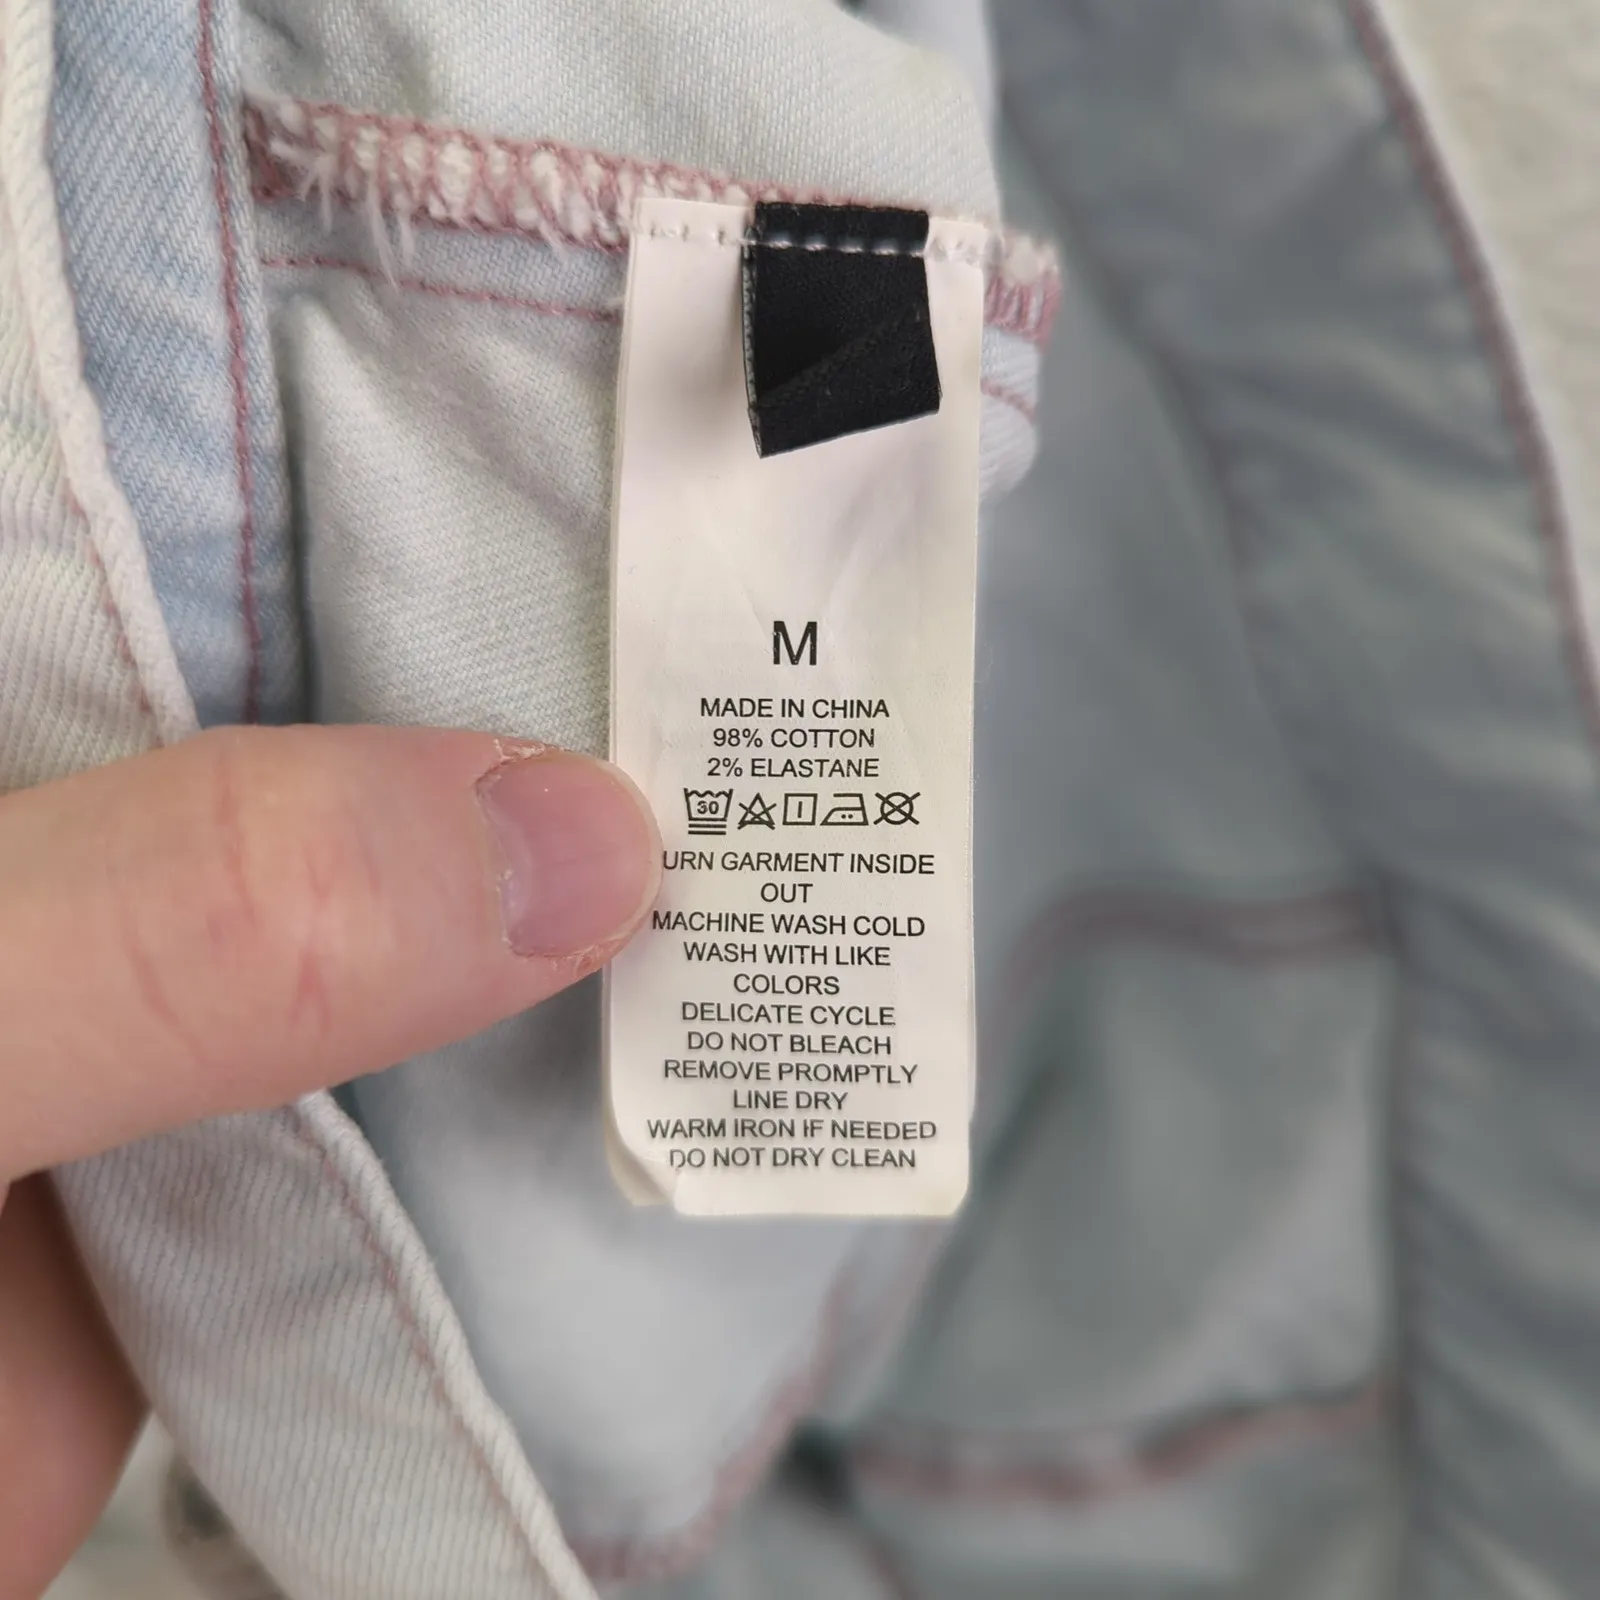 M
MADE IN CHINA
98% COTTON
2% ELASTANE
30
URN GARMENT INSIDE
OUT
MACHINE WASH COLD
WASH WITH LIKE
COLORS
DELICATE CYCLE
DO NOT BLEACH
REMOVE PROMPTLY
LINE DRY
WARM IRON IF NEEDED
DO NOT DRY CLEAN